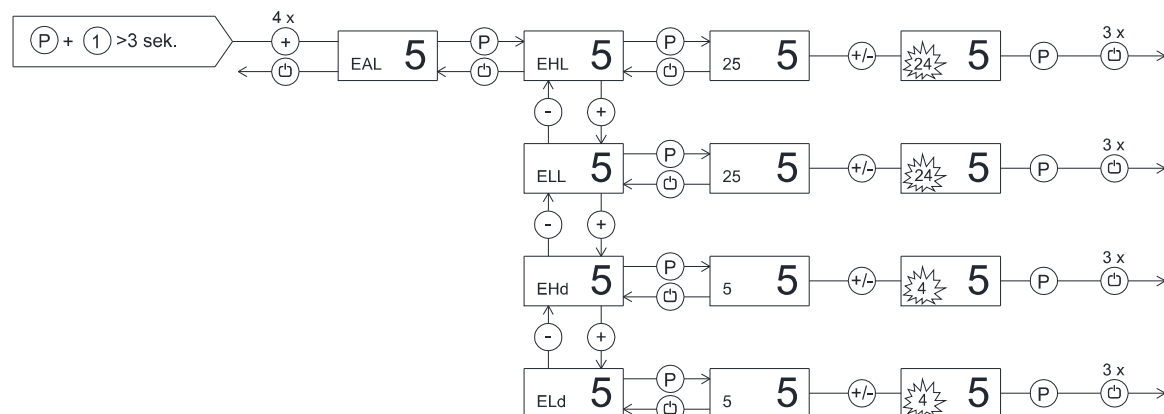 4 x 3 x
P + 1 >3 sek. + EAL 5 P EHL 5 P 25 5 +/- 24 5 P
- +
3 x
ELL 5 P 25 5 +/- 24 5 P
- +
3 x
EHd 5 P 5 5 +/- 4 5 P
- +
3 x
ELd 5 P 5 5 +/- 4 5 P